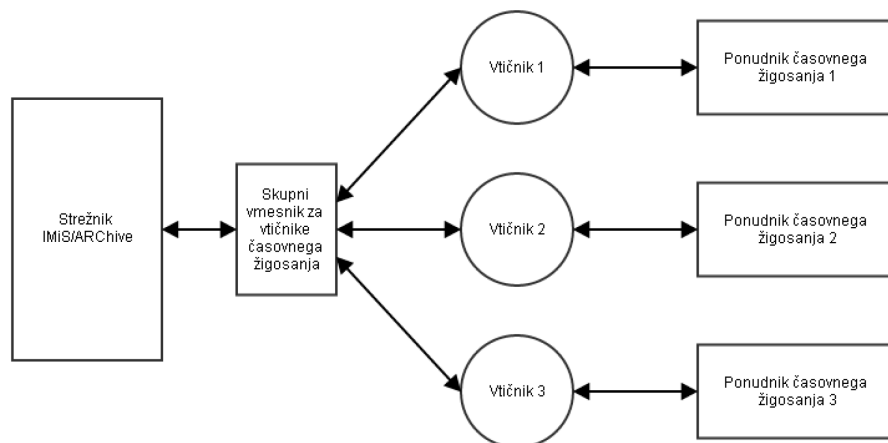 Strežnik
IMiS/ARChive
Skupni
vmesnik za
vtičnike
časovnega
žigosanja
Vtičnik 1
Ponudnik časovnega
žigosanja 1
Vtičnik 2
Ponudnik časovnega
žigosanja 2
Vtičnik 3
Ponudnik časovnega
žigosanja 3